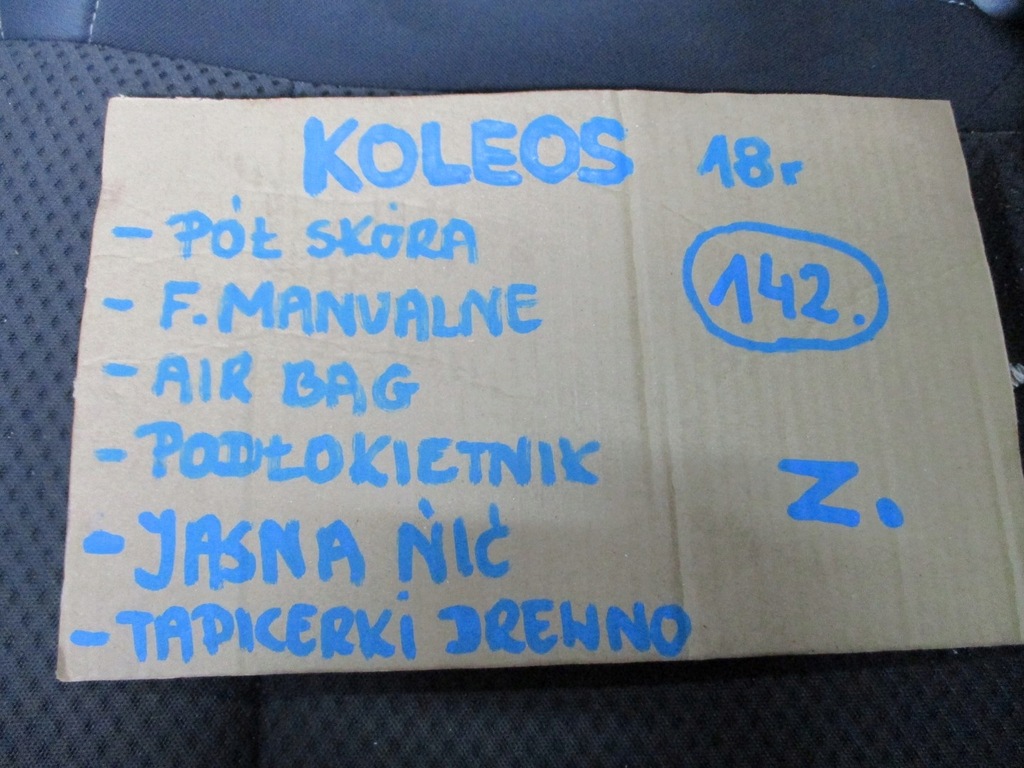 KOLEOS 18r
- PÓŁ SKÓRA
142.
- F. MANUALNE
- AIR BAG
- PODŁOKIETNIK
Z.
- JASNA NIĆ
- TAPICERKI DREWNO